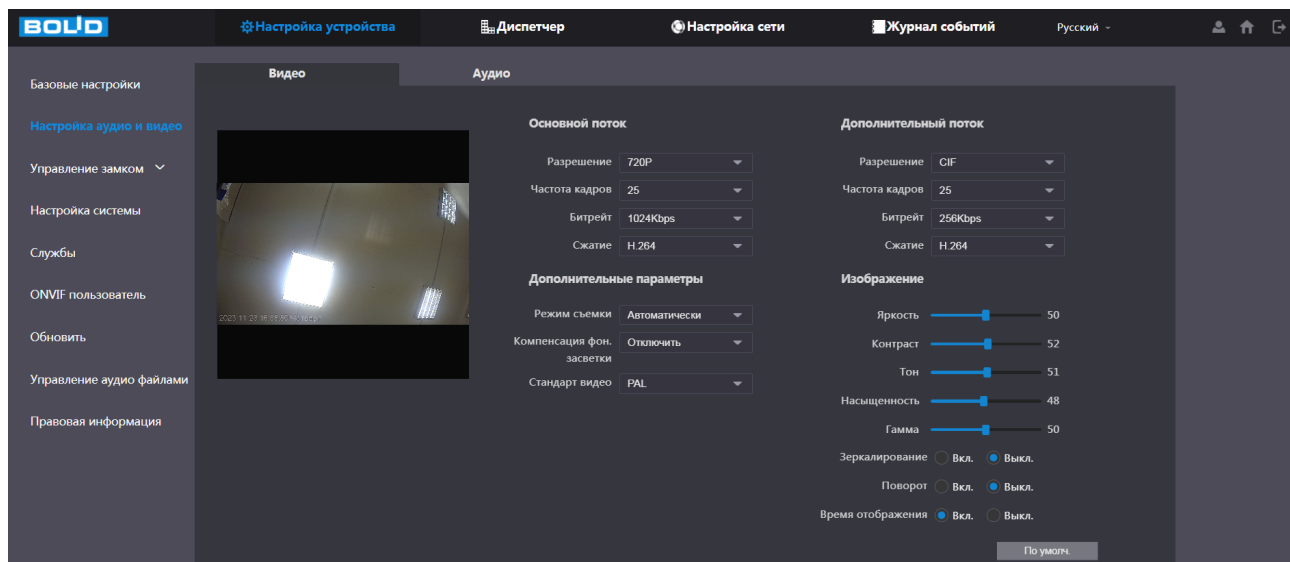 BOLID
Настройка устройства
Диспетчер
Настройка сети
Журнал событий
Русский
Базовые настройки
Настройка аудио и видео
Управление замком
Настройка системы
Службы
ONVIF пользователь
Обновить
Управление аудио файлами
Правовая информация
Видео
Аудио
Основной поток
Разрешение 720P
Частота кадров 25
Битрейт 1024Kbps
Сжатие H.264
Дополнительные параметры
Режим съемки Автоматически
Компенсация фон. Отключить
засветки
Стандарт видео PAL
Дополнительный поток
Разрешение CIF
Частота кадров 25
Битрейт 256Kbps
Сжатие H.264
Изображение
Яркость 50
Контраст 52
Тон 51
Насыщенность 48
Гамма 50
Зеркалирование Вкл. Выкл.
Поворот Вкл. Выкл.
Время отображения Вкл. Выкл.
По умолч.